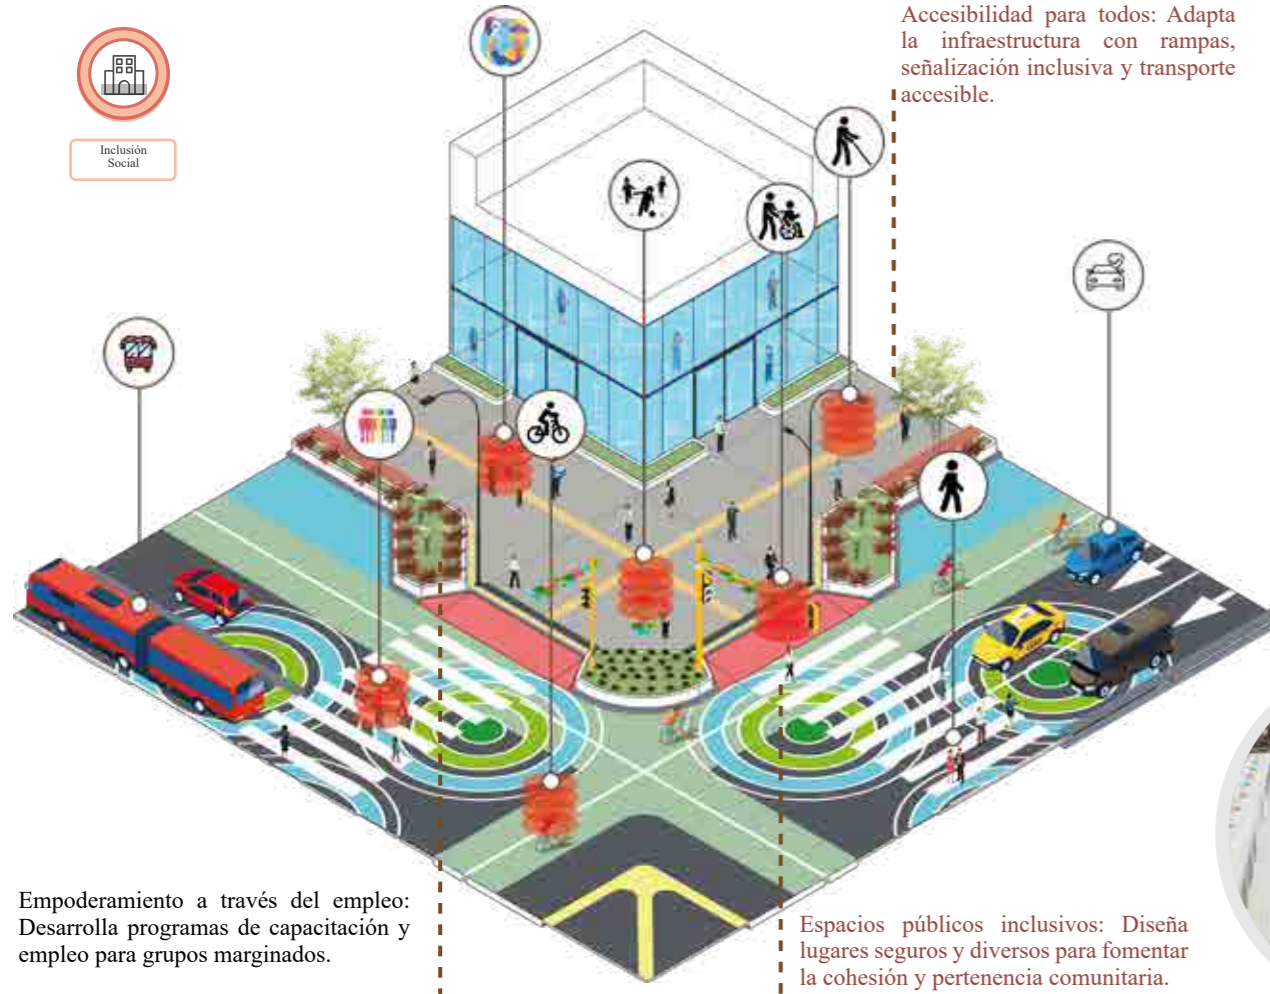 Accesibilidad para todos: Adapta
la infraestructura con rampas,
señalización inclusiva y transporte
accesible.
Inclusión
Social
Empoderamiento a través del empleo:
Desarrolla programas de capacitación y
empleo para grupos marginados.
Espacios públicos inclusivos: Diseña
lugares seguros y diversos para fomentar
la cohesión y pertenencia comunitaria.